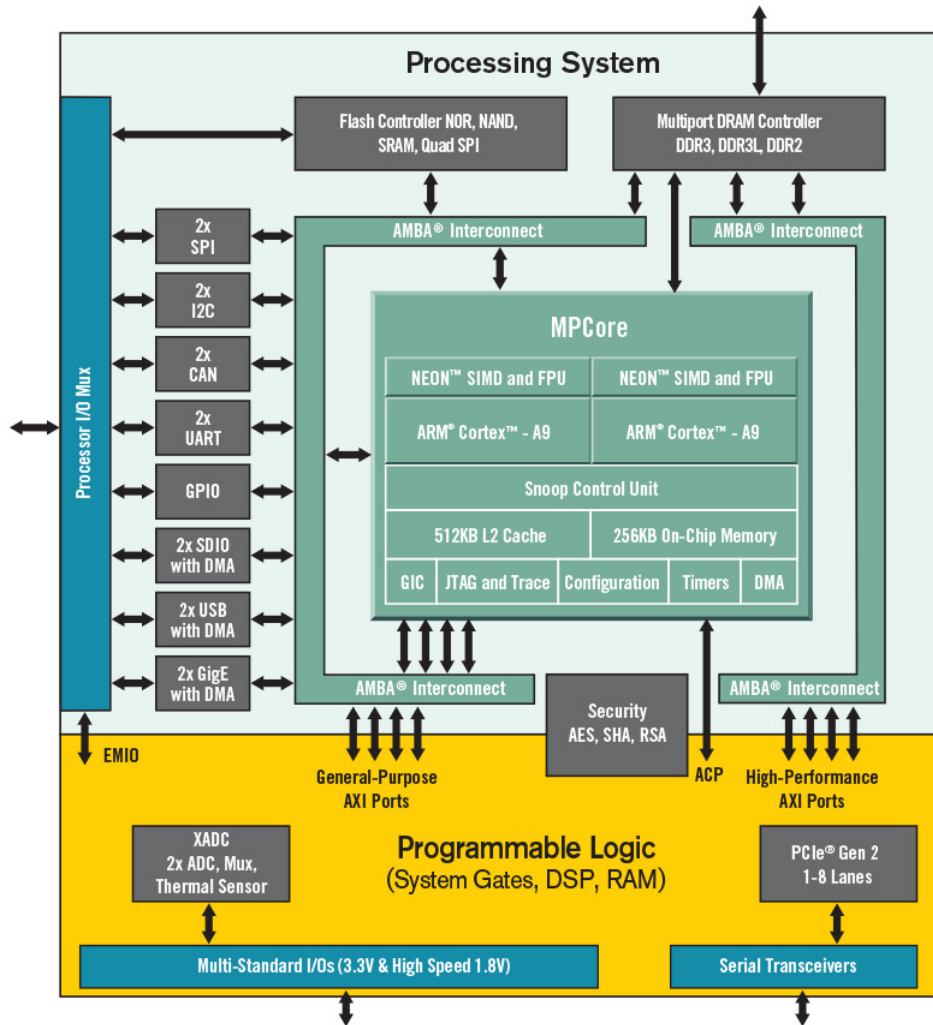 Processing System
Flash Controller NOR, NAND,
SRAM, Quad SPI
Multiport DRAM Controller
DDR3, DDR3L, DDR2
AMBA® Interconnect
AMBA® Interconnect
Processor I/O Mux
2x
SPI
2x
I2C
2x
CAN
2x
UART
GPIO
2x SDIO
with DMA
2x USB
with DMA
2x GigE
with DMA
MPCore
NEON™ SIMD and FPU
NEON™ SIMD and FPU
ARM® Cortex™ - A9
ARM® Cortex™ - A9
Snoop Control Unit
512KB L2 Cache
256KB On-Chip Memory
GIC
JTAG and Trace
Configuration
Timers
DMA
AMBA® Interconnect
AMBA® Interconnect
Security
AES, SHA, RSA
EMIO
General-Purpose
AXI Ports
ACP
High-Performance
AXI Ports
XADC
2x ADC, Mux,
Thermal Sensor
Programmable Logic
(System Gates, DSP, RAM)
PCIe® Gen 2
1-8 Lanes
Multi-Standard I/Os (3.3V & High Speed 1.8V)
Serial Transceivers